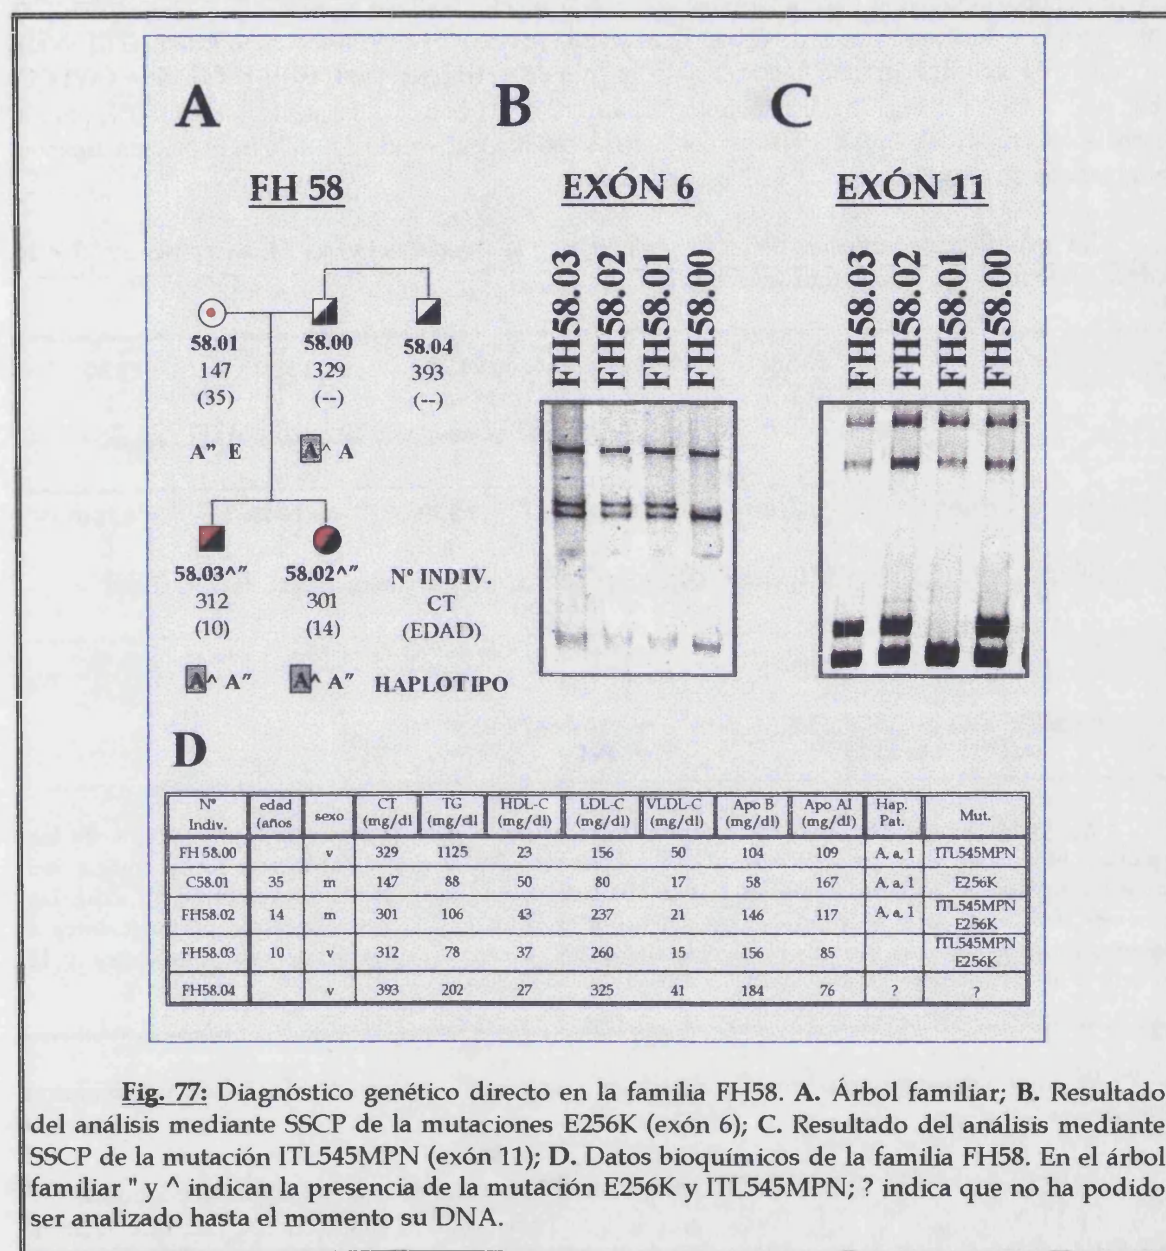 A
B
C
FH 58
EXÓN 6
EXÓN 11
FH58.03
FH58.02
FH58.01
FH58.00
FH58.03
FH58.02
FH58.01
FH58.00
58.01
58.00
58.04
147
329
393
(35)
(--)
(--)
A" E
A^ A
58.03^"
58.02^"
Nº INDIV.
312
301
CT
(10)
(14)
(EDAD)
A^ A"
A^ A"
HAPLOTIPO
D
Nº Indiv. edad (años sexo CT (mg/dl TG (mg/dl HDL-C (mg/dl) LDL-C (mg/dl) VLDL-C (mg/dl) Apo B (mg/dl) Apo AI (mg/dl) Hap. Pat. Mut.
FH 58.00 v 329 1125 23 156 50 104 109 A, a, 1 ITL545MPN
C58.01 35 m 147 88 50 80 17 58 167 A, a, 1 E256K
FH58.02 14 m 301 106 43 237 21 146 117 A, a, 1 ITL545MPN E256K
FH58.03 10 v 312 78 37 260 15 156 85 ITL545MPN E256K
FH58.04 v 393 202 27 325 41 184 76 ? ?
Fig. 77: Diagnóstico genético directo en la familia FH58. A. Árbol familiar; B. Resultado
del análisis mediante SSCP de la mutaciones E256K (exón 6); C. Resultado del análisis mediante
SSCP de la mutación ITL545MPN (exón 11); D. Datos bioquímicos de la familia FH58. En el árbol
familiar " y ^ indican la presencia de la mutación E256K y ITL545MPN; ? indica que no ha podido
ser analizado hasta el momento su DNA.